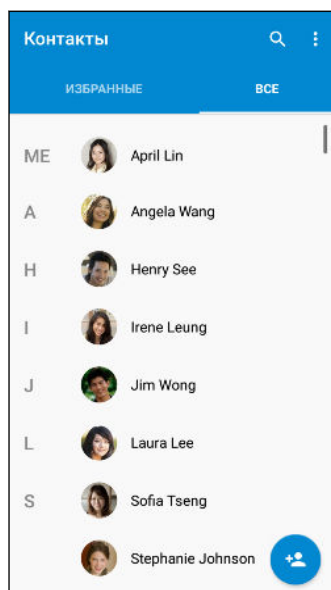 Контакты
ИЗБРАННЫЕ ВСЕ
ME April Lin
A Angela Wang
H Henry See
I Irene Leung
J Jim Wong
L Laura Lee
S Sofia Tseng
Stephanie Johnson